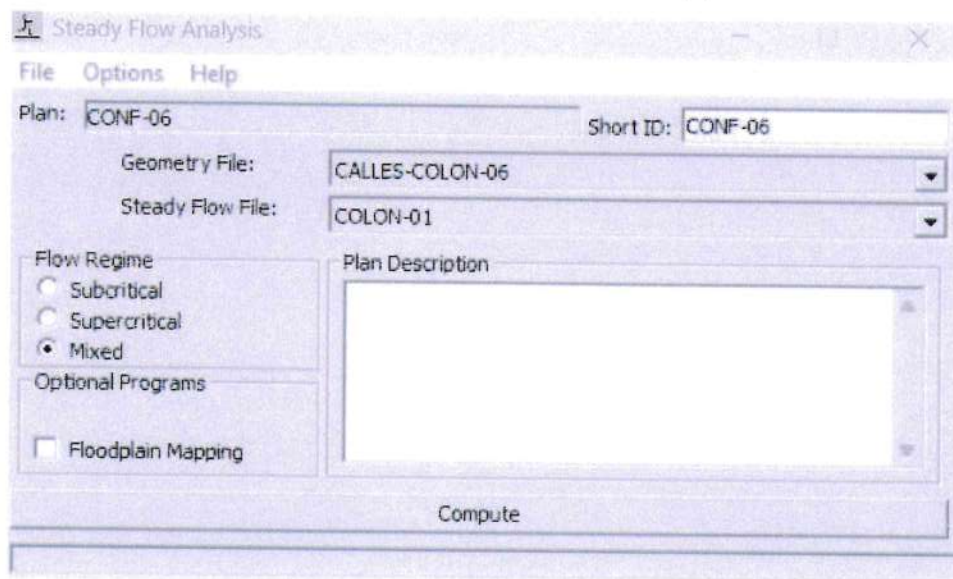 Steady Flow Analysis
File Options Help
Plan: CONF-06 Short ID: CONF-06
Geometry File: CALLES-COLON-06
Steady Flow File: COLON-01
Flow Regime
Subcritical
Supercritical
Mixed
Plan Description
Optional Programs
Floodplain Mapping
Compute